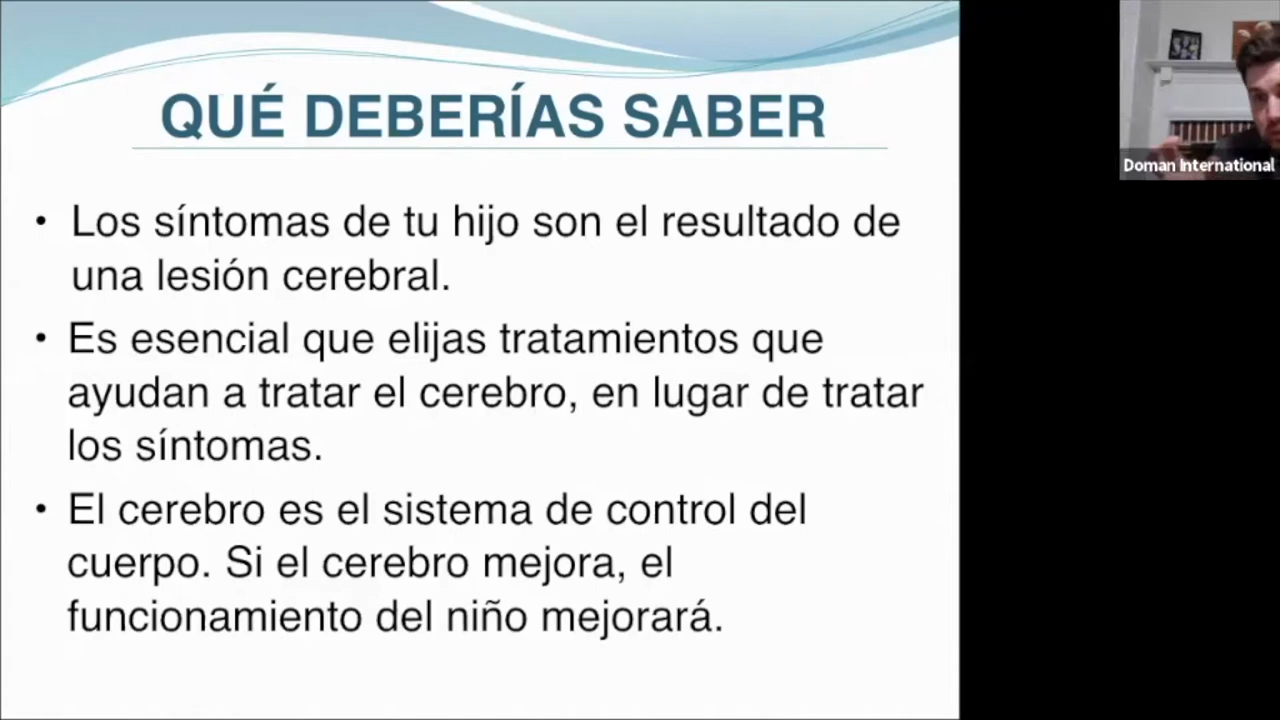 QUÉ DEBERÍAS SABER
• Los síntomas de tu hijo son el resultado de
una lesión cerebral.
• Es esencial que elijas tratamientos que
ayudan a tratar el cerebro, en lugar de tratar
los síntomas.
• El cerebro es el sistema de control del
cuerpo. Si el cerebro mejora, el
funcionamiento del niño mejorará.
Doman International